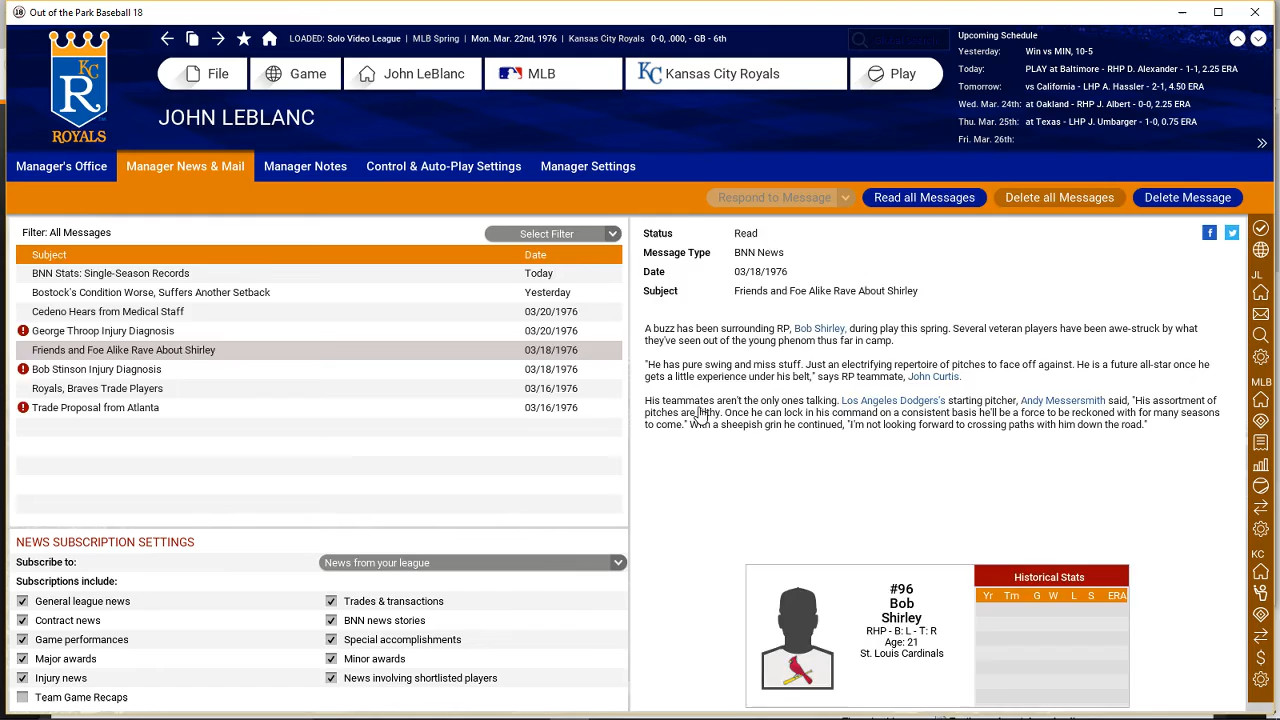 Out of the Park Baseball 18
LOADED: Solo Video League | MLB Spring | Mon. Mar. 22nd, 1976 | Kansas City Royals 0-0, .000, - GB - 6th
KC
R
ROYALS
File
Game
John LeBlanc
MLB
Kansas City Royals
Play
JOHN LEBLANC
Upcoming Schedule
Yesterday: Win vs MIN, 10-5
Today: PLAY at Baltimore - RHP D. Alexander - 1-1, 2.25 ERA
Tomorrow: vs California - LHP A. Hassler - 2-1, 4.50 ERA
Wed. Mar. 24th: at Oakland - RHP J. Albert - 0-0, 2.25 ERA
Thu. Mar. 25th: at Texas - LHP J. Umbarger - 1-0, 0.75 ERA
Fri. Mar. 26th:
Manager's Office
Manager News & Mail
Manager Notes
Control & Auto-Play Settings
Manager Settings
Respond to Message
Read all Messages
Delete all Messages
Delete Message
Filter: All Messages
Select Filter
Subject Date
BNN Stats: Single-Season Records Today
Bostock's Condition Worse, Suffers Another Setback Yesterday
Cedeno Hears from Medical Staff 03/20/1976
George Throop Injury Diagnosis 03/20/1976
Friends and Foe Alike Rave About Shirley 03/18/1976
Bob Stinson Injury Diagnosis 03/18/1976
Royals, Braves Trade Players 03/16/1976
Trade Proposal from Atlanta 03/16/1976
NEWS SUBSCRIPTION SETTINGS
Subscribe to: News from your league
Subscriptions include:
General league news Trades & transactions
Contract news BNN news stories
Game performances Special accomplishments
Major awards Minor awards
Injury news News involving shortlisted players
Team Game Recaps
Status Read
Message Type BNN News
Date 03/18/1976
Subject Friends and Foe Alike Rave About Shirley
A buzz has been surrounding RP, Bob Shirley, during play this spring. Several veteran players have been awe-struck by what
they've seen out of the young phenom thus far in camp.
"He has pure swing and miss stuff. Just an electrifying repertoire of pitches to face off against. He is a future all-star once he
gets a little experience under his belt," says RP teammate, John Curtis.
His teammates aren't the only ones talking. Los Angeles Dodgers's starting pitcher, Andy Messersmith said, "His assortment of
pitches are filthy. Once he can lock in his command on a consistent basis he'll be a force to be reckoned with for many seasons
to come." With a sheepish grin he continued, "I'm not looking forward to crossing paths with him down the road."
#96
Bob
Shirley
RHP - B: L - T: R
Age: 21
St. Louis Cardinals
Historical Stats
Yr Tm G W L S ERA
JL
MLB
KC